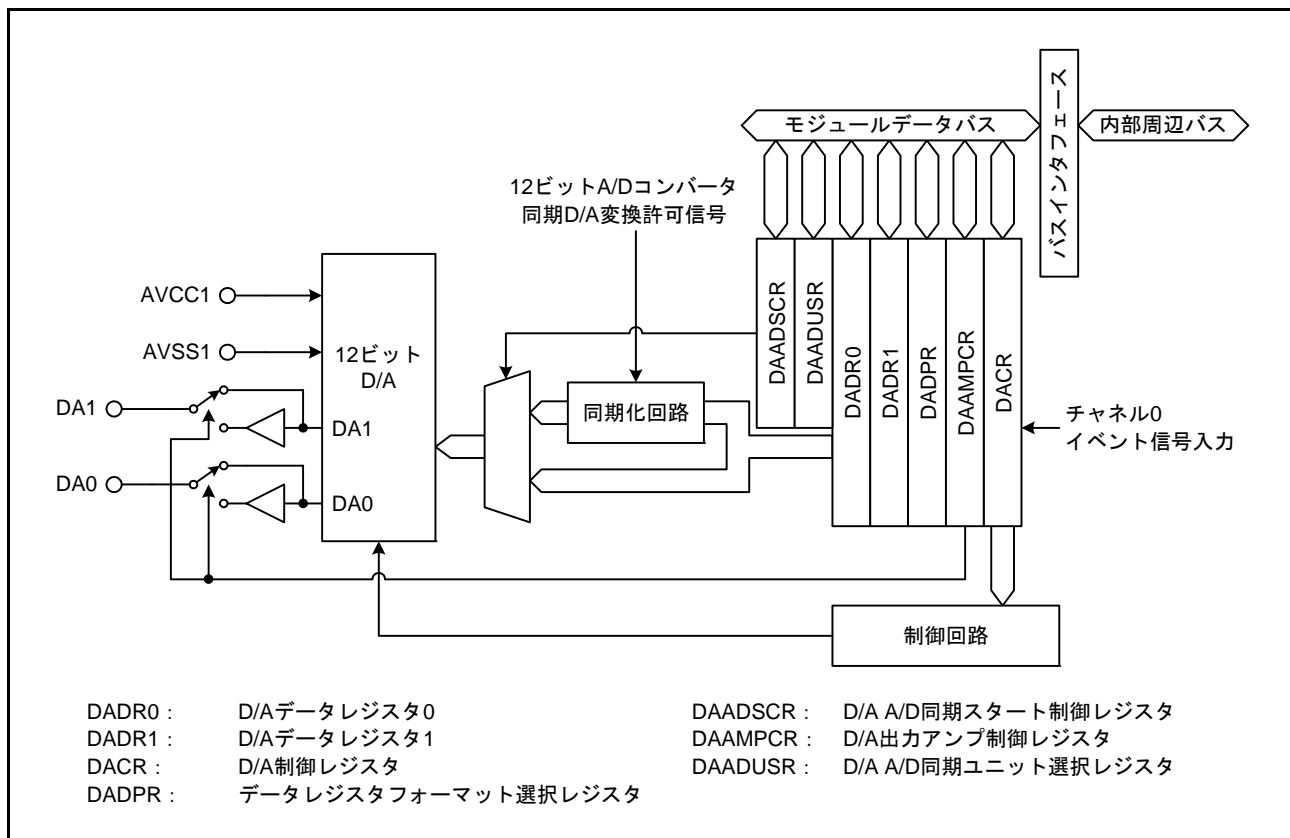 バスインタフェース
モジュールデータバス
内部周辺バス
12ビットA/Dコンバータ
同期D/A変換許可信号
DAADSCR
DAADUSR
DADR0
DADR1
DADPR
DAAMPCR
DACR
AVCC1
AVSS1
12ビット
D/A
DA1
DA1
DA0
DA0
同期化回路
チャネル0
イベント信号入力
制御回路
DADR0: D/Aデータレジスタ0
DADR1: D/Aデータレジスタ1
DACR: D/A制御レジスタ
DADPR: データレジスタフォーマット選択レジスタ
DAADSCR: D/A A/D同期スタート制御レジスタ
DAAMPCR: D/A出力アンプ制御レジスタ
DAADUSR: D/A A/D同期ユニット選択レジスタ